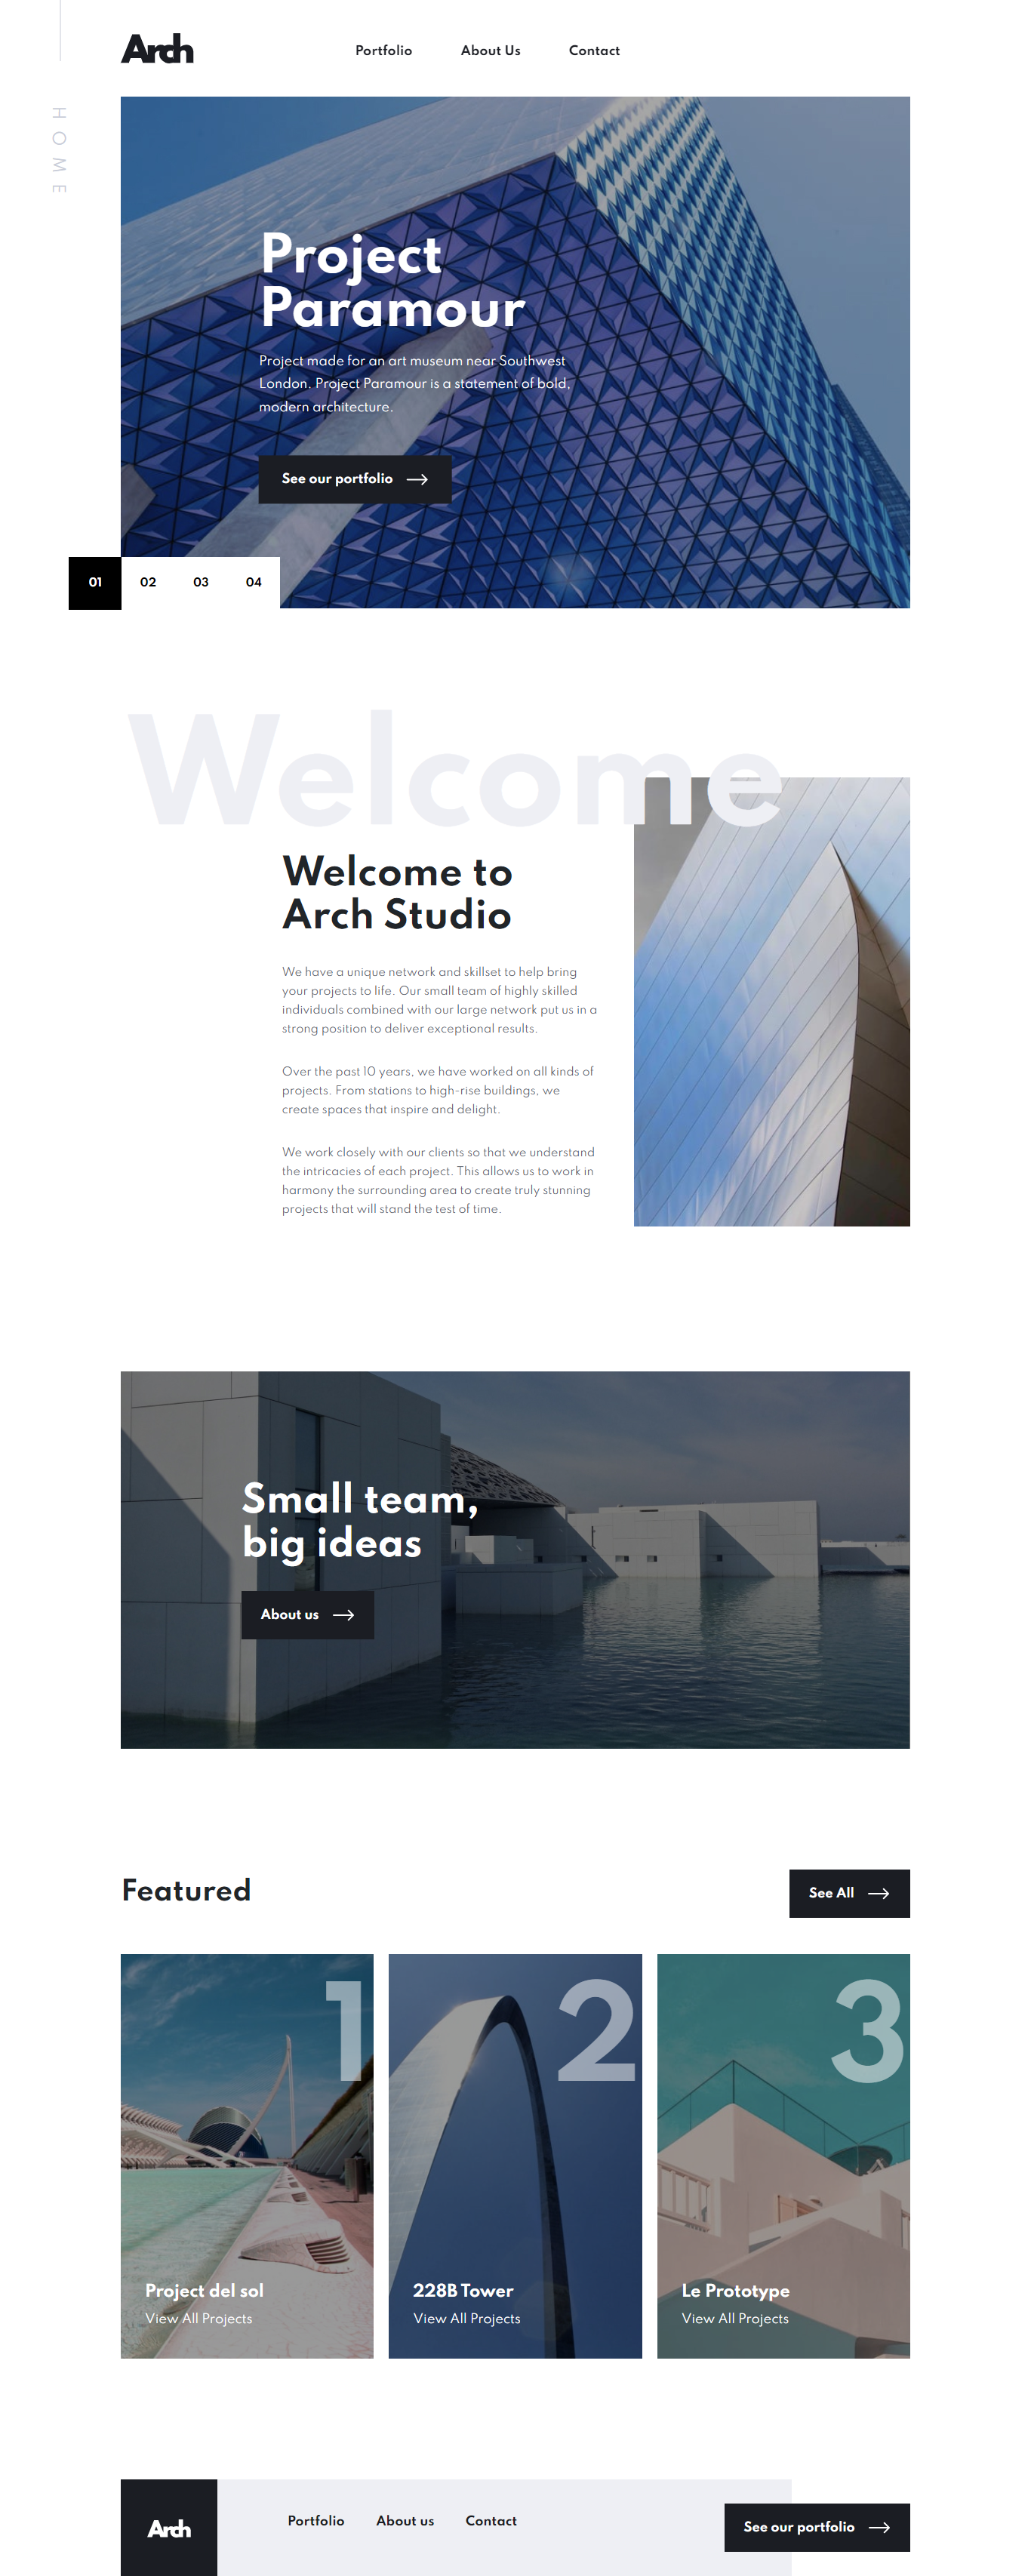 Arch
Portfolio
About Us
Contact
HOME
Project
Paramour
Project made for an art museum near Southwest
London. Project Paramour is a statement of bold,
modern architecture.
See our portfolio
01
02
03
04
Welcome
Welcome to
Arch Studio
We have a unique network and skillset to help bring
your projects to life. Our small team of highly skilled
individuals combined with our large network put us in a
strong position to deliver exceptional results.
Over the past 10 years, we have worked on all kinds of
projects. From stations to high-rise buildings, we
create spaces that inspire and delight.
We work closely with our clients so that we understand
the intricacies of each project. This allows us to work in
harmony the surrounding area to create truly stunning
projects that will stand the test of time.
Small team,
big ideas
About us
Featured
See All
1
Project del sol
View All Projects
2
228B Tower
View All Projects
3
Le Prototype
View All Projects
Arch
Portfolio
About us
Contact
See our portfolio